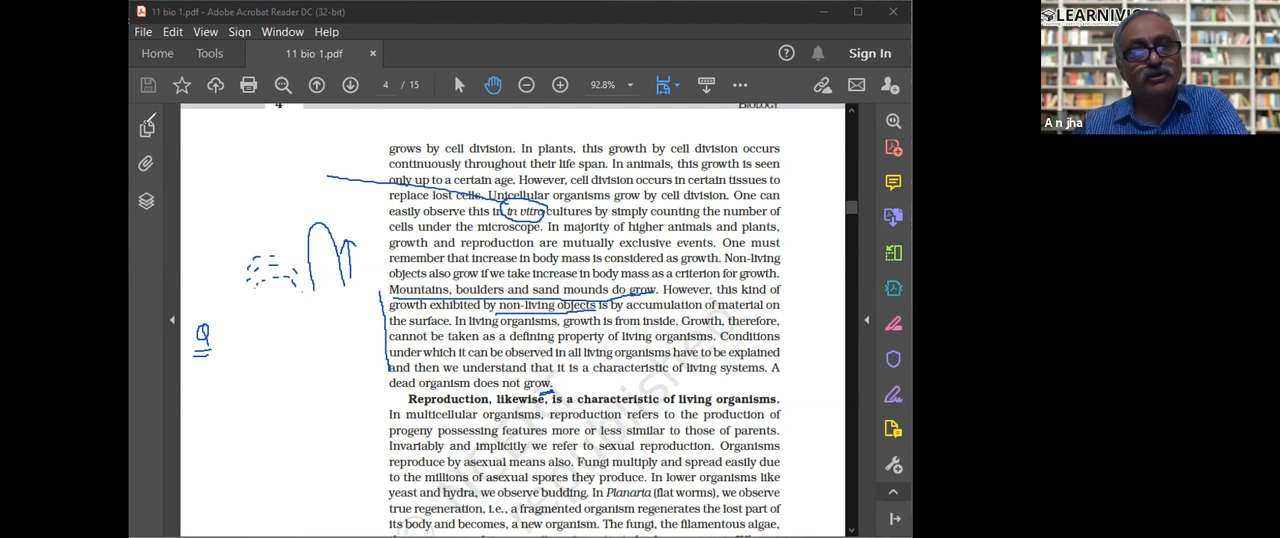 11 bio 1.pdf - Adobe Acrobat Reader DC (32-bit)
File Edit View Sign Window Help
Home Tools 11 bio 1.pdf × Sign In
4 / 15 92.8%
4 BIOLOGY
grows by cell division. In plants, this growth by cell division occurs
continuously throughout their life span. In animals, this growth is seen
only up to a certain age. However, cell division occurs in certain tissues to
replace lost cells. Unicellular organisms grow by cell division. One can
easily observe this in in vitro cultures by simply counting the number of
cells under the microscope. In majority of higher animals and plants,
growth and reproduction are mutually exclusive events. One must
remember that increase in body mass is considered as growth. Non-living
objects also grow if we take increase in body mass as a criterion for growth.
Mountains, boulders and sand mounds do grow. However, this kind of
growth exhibited by non-living objects is by accumulation of material on
the surface. In living organisms, growth is from inside. Growth, therefore,
cannot be taken as a defining property of living organisms. Conditions
under which it can be observed in all living organisms have to be explained
and then we understand that it is a characteristic of living systems. A
dead organism does not grow.
Reproduction, likewise, is a characteristic of living organisms.
In multicellular organisms, reproduction refers to the production of
progeny possessing features more or less similar to those of parents.
Invariably and implicitly we refer to sexual reproduction. Organisms
reproduce by asexual means also. Fungi multiply and spread easily due
to the millions of asexual spores they produce. In lower organisms like
yeast and hydra, we observe budding. In Planaria (flat worms), we observe
true regeneration, i.e., a fragmented organism regenerates the lost part of
its body and becomes, a new organism. The fungi, the filamentous algae,
Q
© NCERT
republished
A n jha